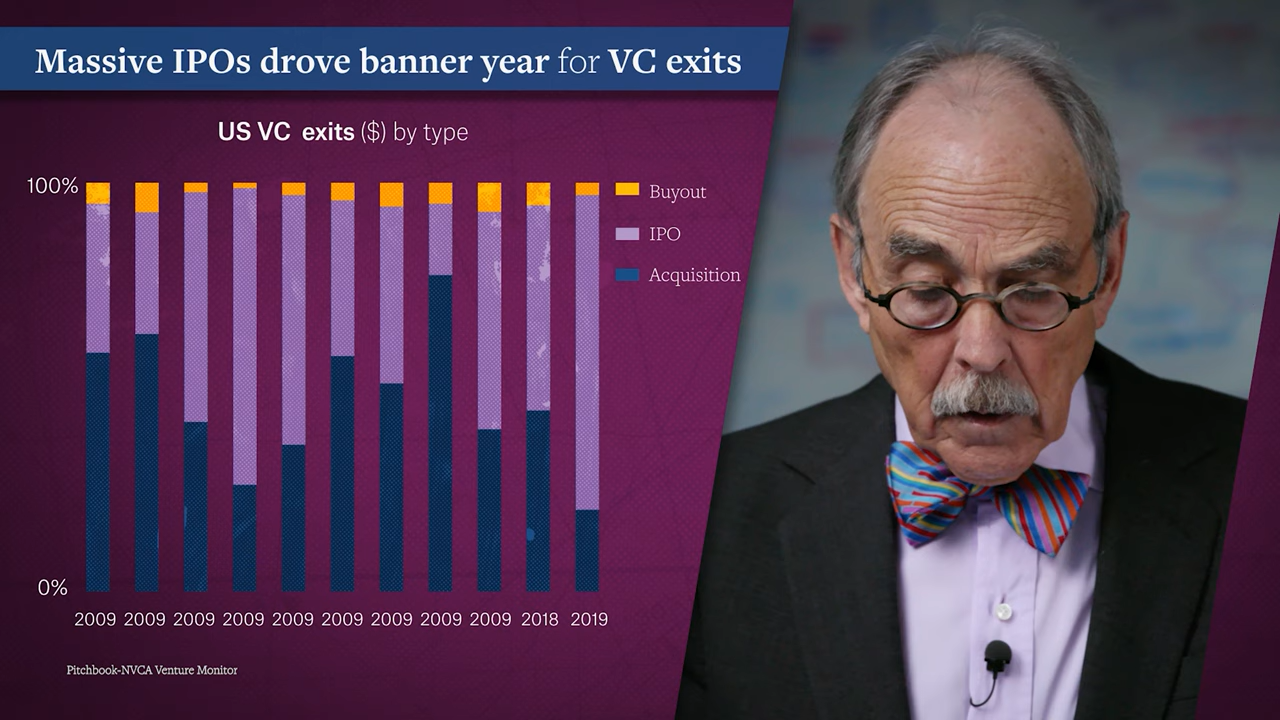 Massive IPOs drove banner year for VC exits
US VC exits ($) by type
100%
Buyout
IPO
Acquisition
0%
2009 2009 2009 2009 2009 2009 2009 2009 2009 2018 2019
Pitchbook-NVCA Venture Monitor